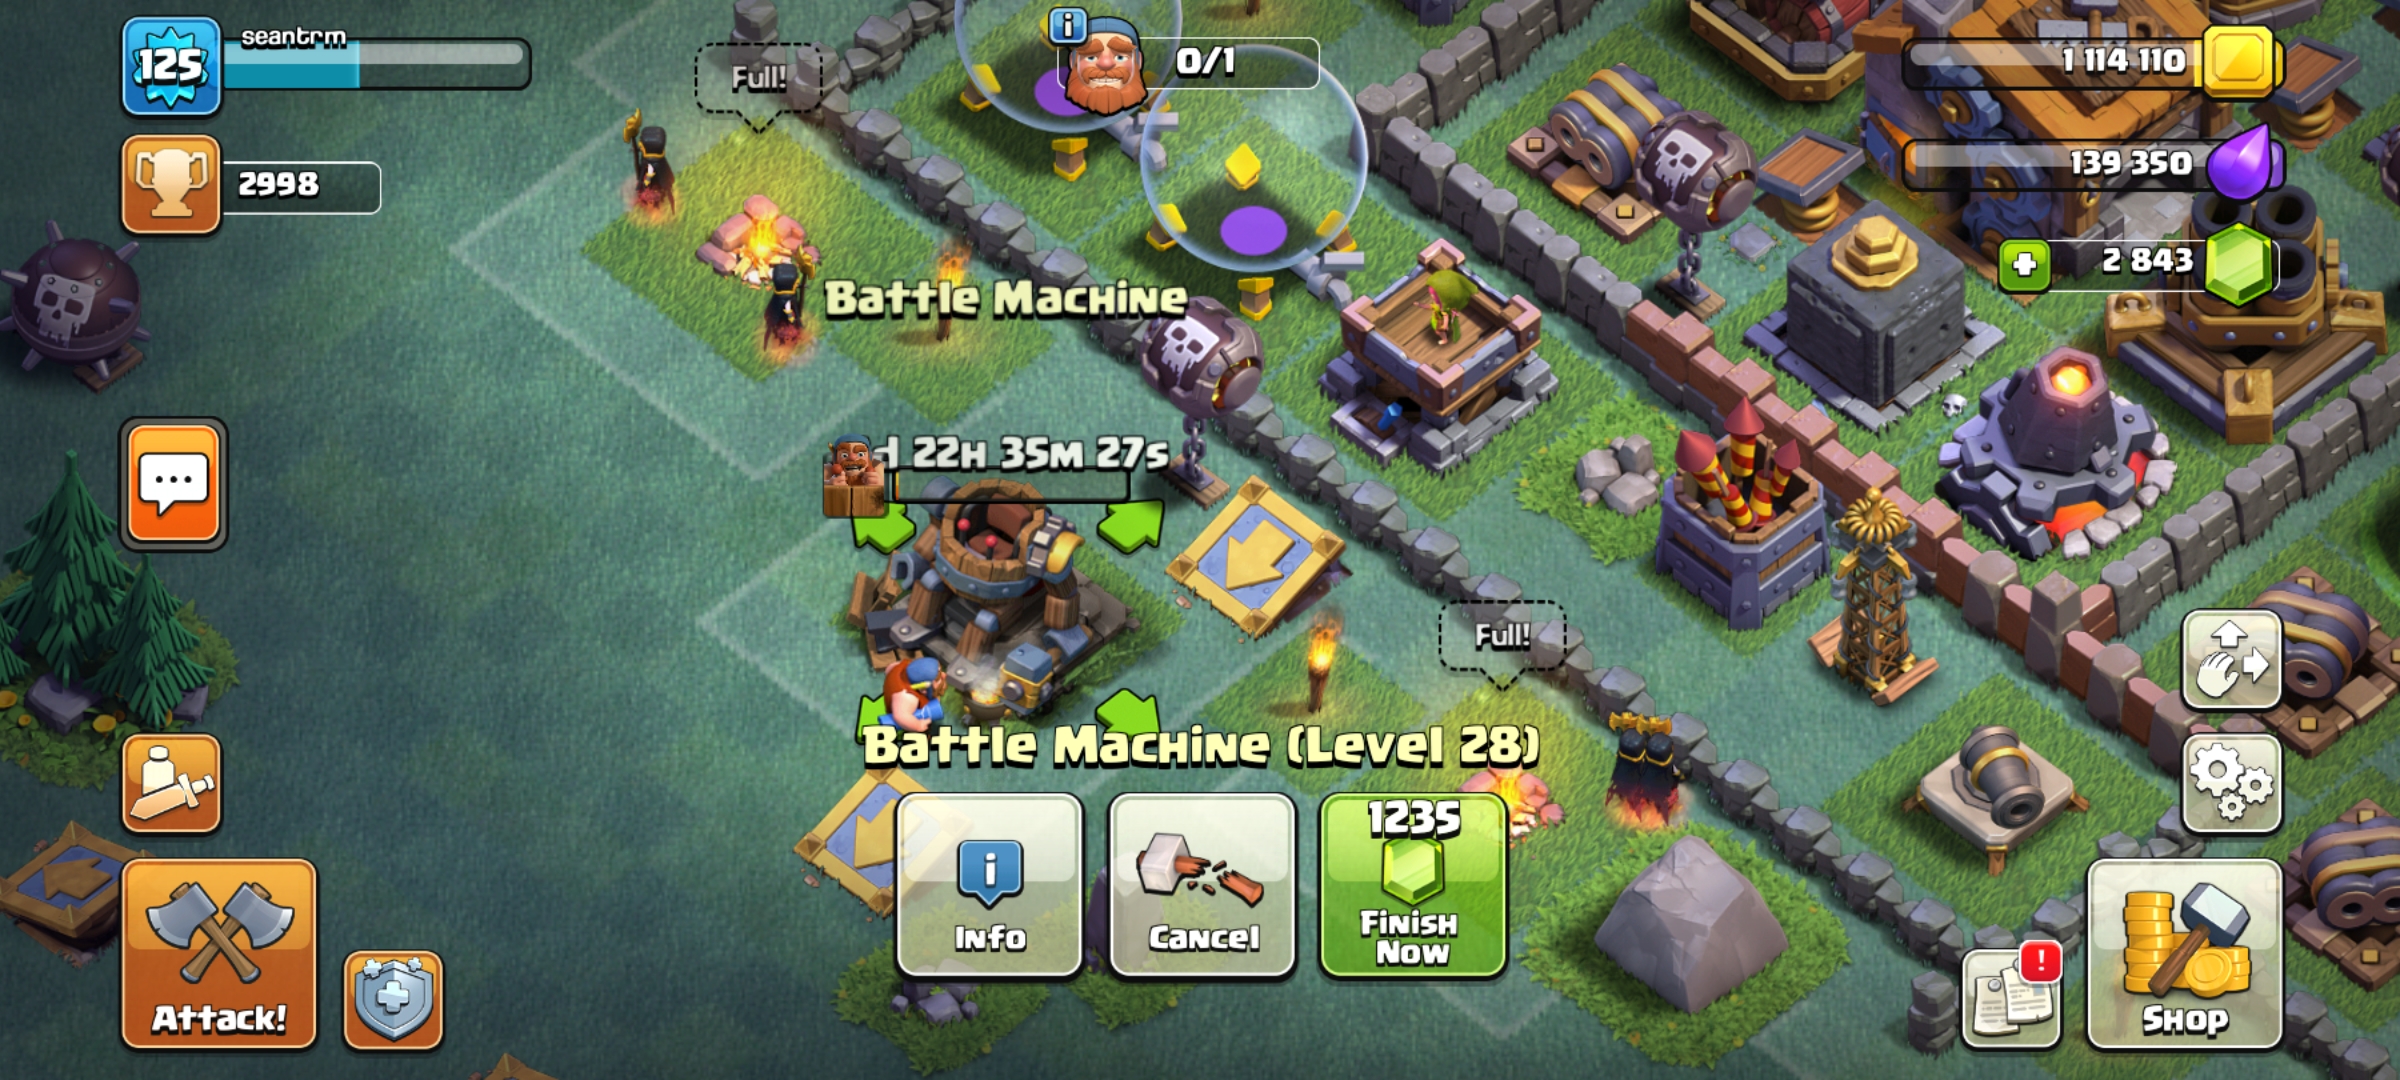 125
seantrm
0/1
1 114 110
Full!
2998
139 350
2 843
Battle Machine
22H 35M 27s
Full!
Battle Machine (Level 28)
1235
Info
Cancel
Finish
Now
Attack!
!
Shop